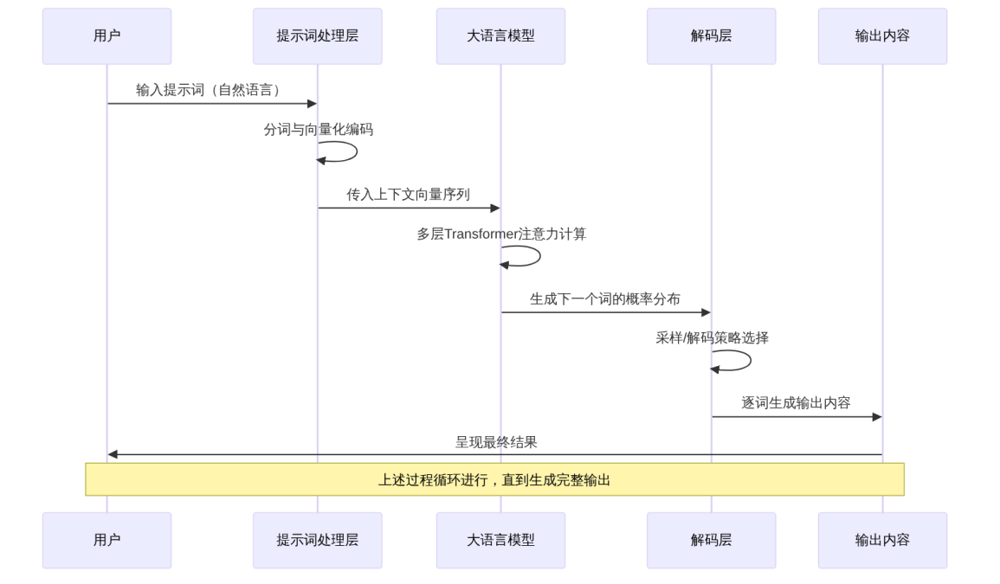 用户
提示词处理层
大语言模型
解码层
输出内容
输入提示词（自然语言）
分词与向量化编码
传入上下文向量序列
多层Transformer注意力计算
生成下一个词的概率分布
采样/解码策略选择
逐词生成输出内容
呈现最终结果
上述过程循环进行，直到生成完整输出
用户
提示词处理层
大语言模型
解码层
输出内容